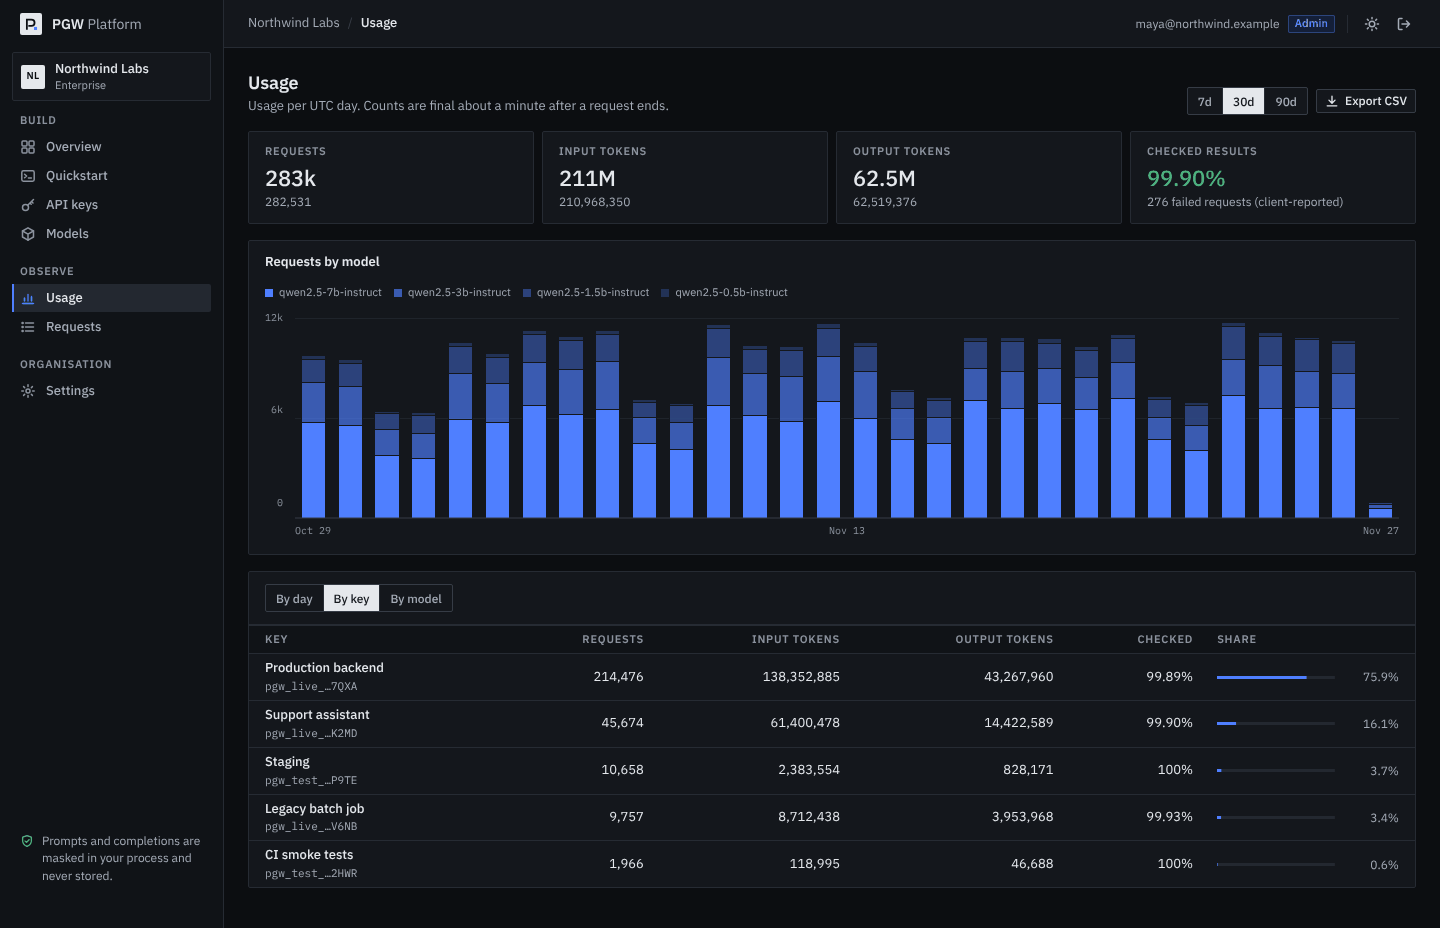 PGW Platform
NL
Northwind Labs
Enterprise
BUILD
Overview
Quickstart
API keys
Models
OBSERVE
Usage
Requests
ORGANISATION
Settings
Prompts and completions are
masked in your process and
never stored.
Northwind Labs / Usage
maya@northwind.example Admin
Usage
Usage per UTC day. Counts are final about a minute after a request ends.
7d 30d 90d Export CSV
REQUESTS
283k
282,531
INPUT TOKENS
211M
210,968,350
OUTPUT TOKENS
62.5M
62,519,376
CHECKED RESULTS
99.90%
276 failed requests (client-reported)
Requests by model
qwen2.5-7b-instruct qwen2.5-3b-instruct qwen2.5-1.5b-instruct qwen2.5-0.5b-instruct
12k
6k
0
Oct 29 Nov 13 Nov 27
By day By key By model
KEY REQUESTS INPUT TOKENS OUTPUT TOKENS CHECKED SHARE
Production backend
pgw_live_…7QXA
214,476 138,352,885 43,267,960 99.89% 75.9%
Support assistant
pgw_live_…K2MD
45,674 61,400,478 14,422,589 99.90% 16.1%
Staging
pgw_test_…P9TE
10,658 2,383,554 828,171 100% 3.7%
Legacy batch job
pgw_live_…V6NB
9,757 8,712,438 3,953,968 99.93% 3.4%
CI smoke tests
pgw_test_…2HWR
1,966 118,995 46,688 100% 0.6%